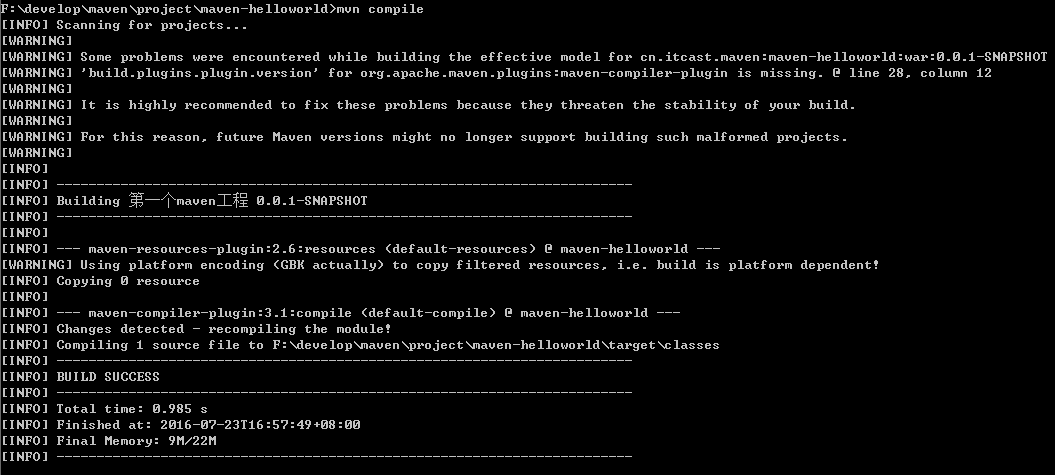 F:\develop\maven\project\maven-helloworld>mvn compile
[INFO] Scanning for projects...
[WARNING]
[WARNING] Some problems were encountered while building the effective model for cn.itcast.maven:maven-helloworld:war:0.0.1-SNAPSHOT
[WARNING] 'build.plugins.plugin.version' for org.apache.maven.plugins:maven-compiler-plugin is missing. @ line 28, column 12
[WARNING]
[WARNING] It is highly recommended to fix these problems because they threaten the stability of your build.
[WARNING]
[WARNING] For this reason, future Maven versions might no longer support building such malformed projects.
[WARNING]
[INFO]
[INFO] ------------------------------------------------------------------------
[INFO] Building 第一个maven工程 0.0.1-SNAPSHOT
[INFO] ------------------------------------------------------------------------
[INFO]
[INFO] --- maven-resources-plugin:2.6:resources (default-resources) @ maven-helloworld ---
[WARNING] Using platform encoding (GBK actually) to copy filtered resources, i.e. build is platform dependent!
[INFO] Copying 0 resource
[INFO]
[INFO] --- maven-compiler-plugin:3.1:compile (default-compile) @ maven-helloworld ---
[INFO] Changes detected - recompiling the module!
[INFO] Compiling 1 source file to F:\develop\maven\project\maven-helloworld\target\classes
[INFO] ------------------------------------------------------------------------
[INFO] BUILD SUCCESS
[INFO] ------------------------------------------------------------------------
[INFO] Total time: 0.985 s
[INFO] Finished at: 2016-07-23T16:57:49+08:00
[INFO] Final Memory: 9M/22M
[INFO] ------------------------------------------------------------------------